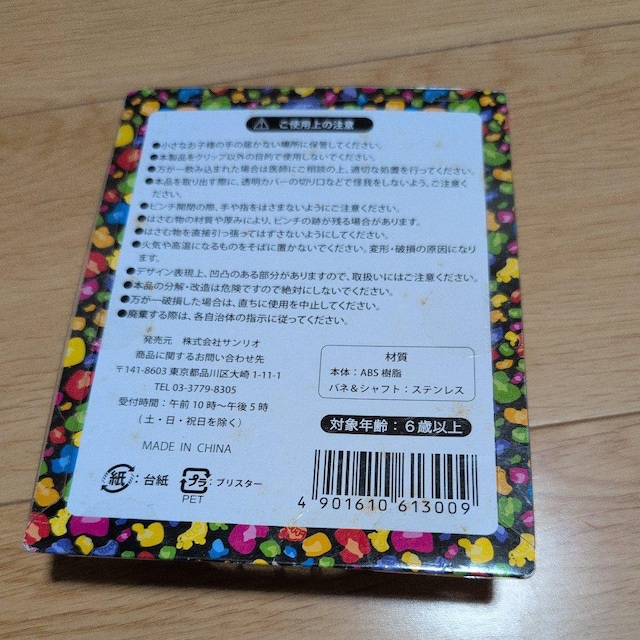 ご使用上の注意
●小さなお子様の手の届かない場所に保管してください。
●本製品をクリップ以外の目的で使用しないでください。
●万が一飲み込まれた場合は医師にご相談の上、適切な処置を行ってください。
●本品を取り出す際に、透明カバーの切り口などで怪我をしないよう、ご注意く
ださい。
●ピンチ開閉の際、手や指をはさまないようにご注意ください。
●はさむ物の材質や厚みにより、ピンチの跡が残る場合があります。
●はさむ物を直接引っ張ってはずさないようにしてください。
●火気や高温になるものをそばに置かないでください。変形・破損の原因になり
ます。
●デザイン表現上、凹凸のある部分がありますので、取扱いにはご注意ください。
●本品の分解・改造は危険ですので絶対にしないでください。
●万が一破損した場合は、直ちに使用を中止してください。
●廃棄する際は、各自治体の指示に従ってください。
発売元 株式会社サンリオ
商品に関するお問い合わせ先
〒141-8603 東京都品川区大崎 1-11-1
TEL 03-3779-8305
受付時間：午前 10 時～午後 5 時
（土・日・祝日を除く）
MADE IN CHINA
紙：台紙 プラ：ブリスター
PET
材質
本体：ABS 樹脂
バネ＆シャフト：ステンレス
対象年齢：6歳以上
4 901610 613009